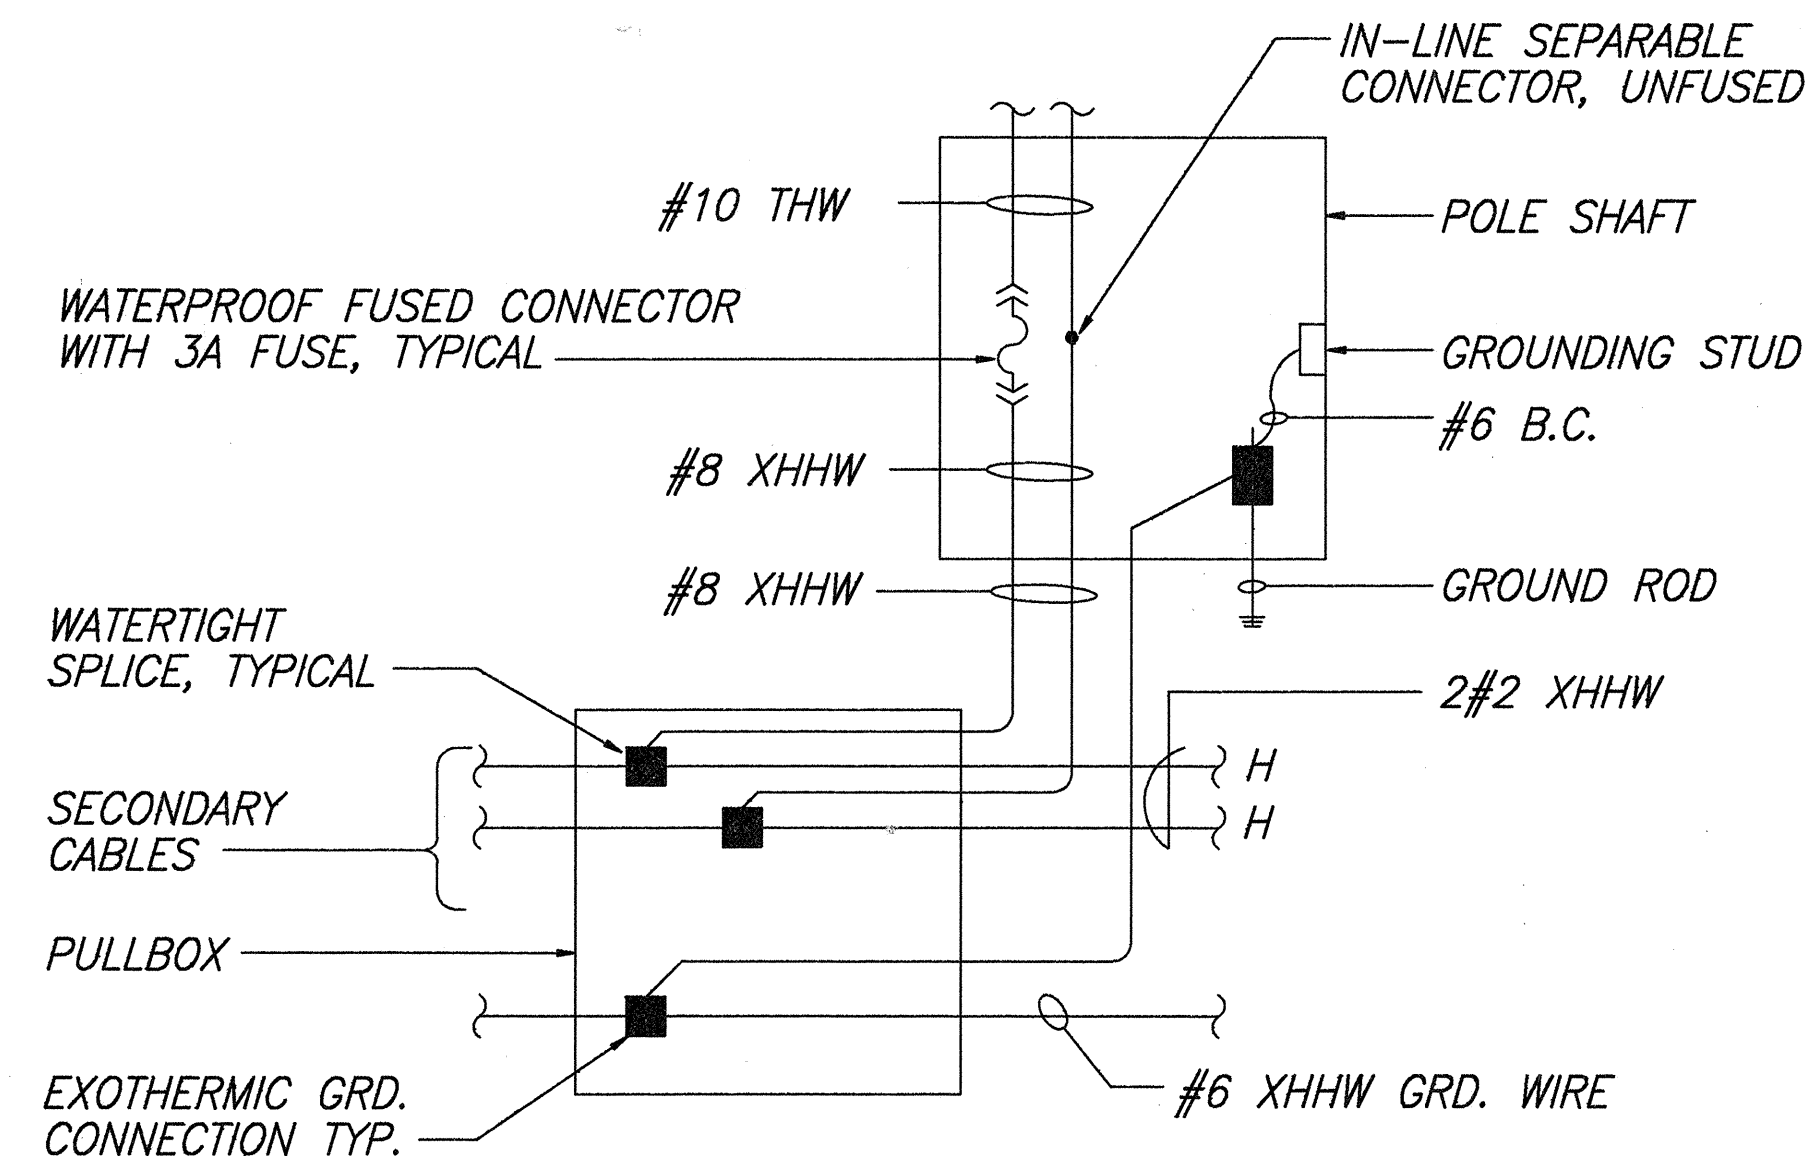 IN-LINE SEPARABLE
CONNECTOR, UNFUSED
#10 THW
POLE SHAFT
WATERPROOF FUSED CONNECTOR
WITH 3A FUSE, TYPICAL
GROUNDING STUD
#6 B.C.
#8 XHHW
#8 XHHW
GROUND ROD
WATERTIGHT
SPLICE, TYPICAL
2#2 XHHW
H
SECONDARY
CABLES
H
PULLBOX
EXOTHERMIC GRD.
CONNECTION TYP.
#6 XHHW GRD. WIRE